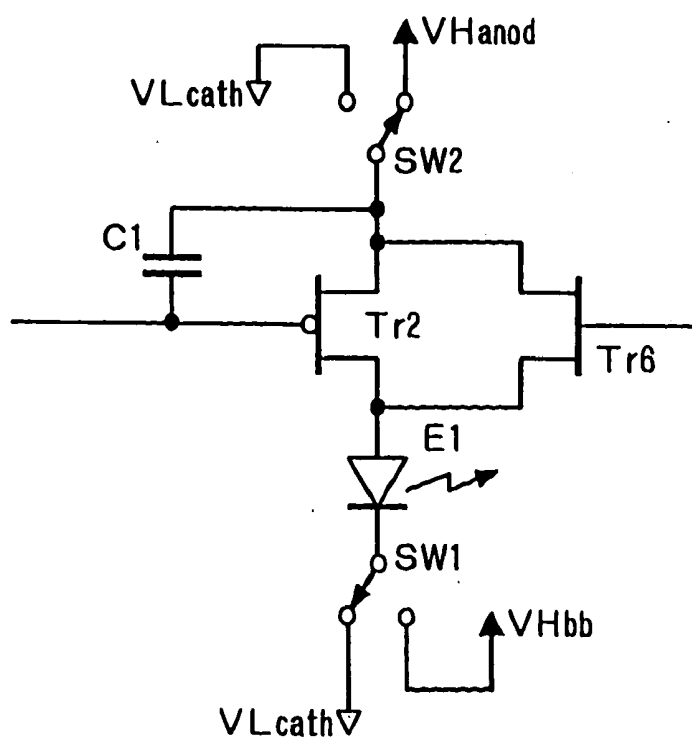 VHanod
VLcath
SW2
C1
Tr2
Tr6
E1
SW1
VHbb
VLcath